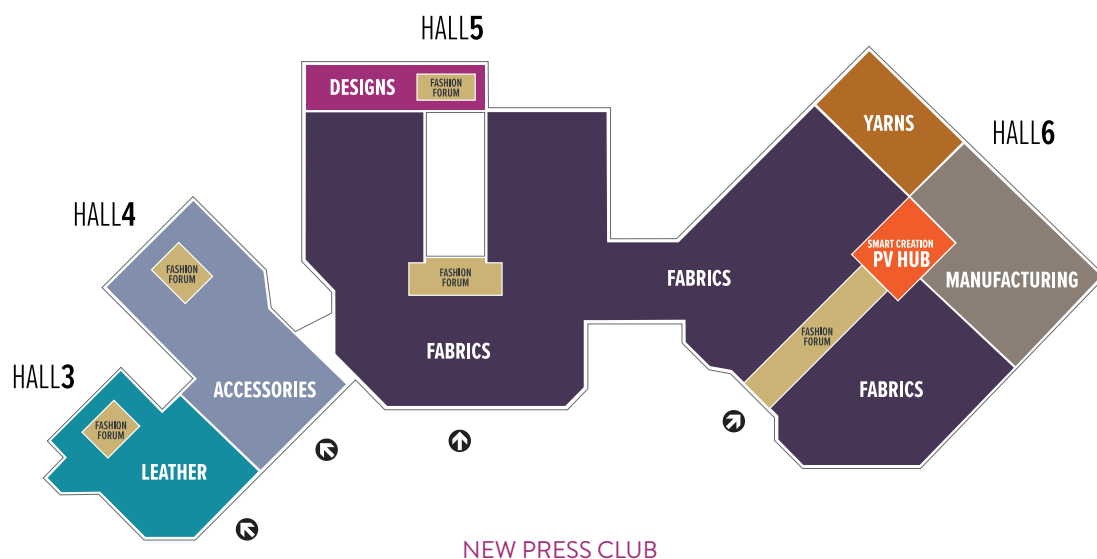 HALL5
DESIGNS
FASHION
FORUM
YARNS
HALL6
HALL4
FASHION
FORUM
SMART CREATION
PV HUB
FASHION
FORUM
FABRICS
MANUFACTURING
FASHION
FORUM
FABRICS
HALL3
ACCESSORIES
FABRICS
FASHION
FORUM
LEATHER
NEW PRESS CLUB